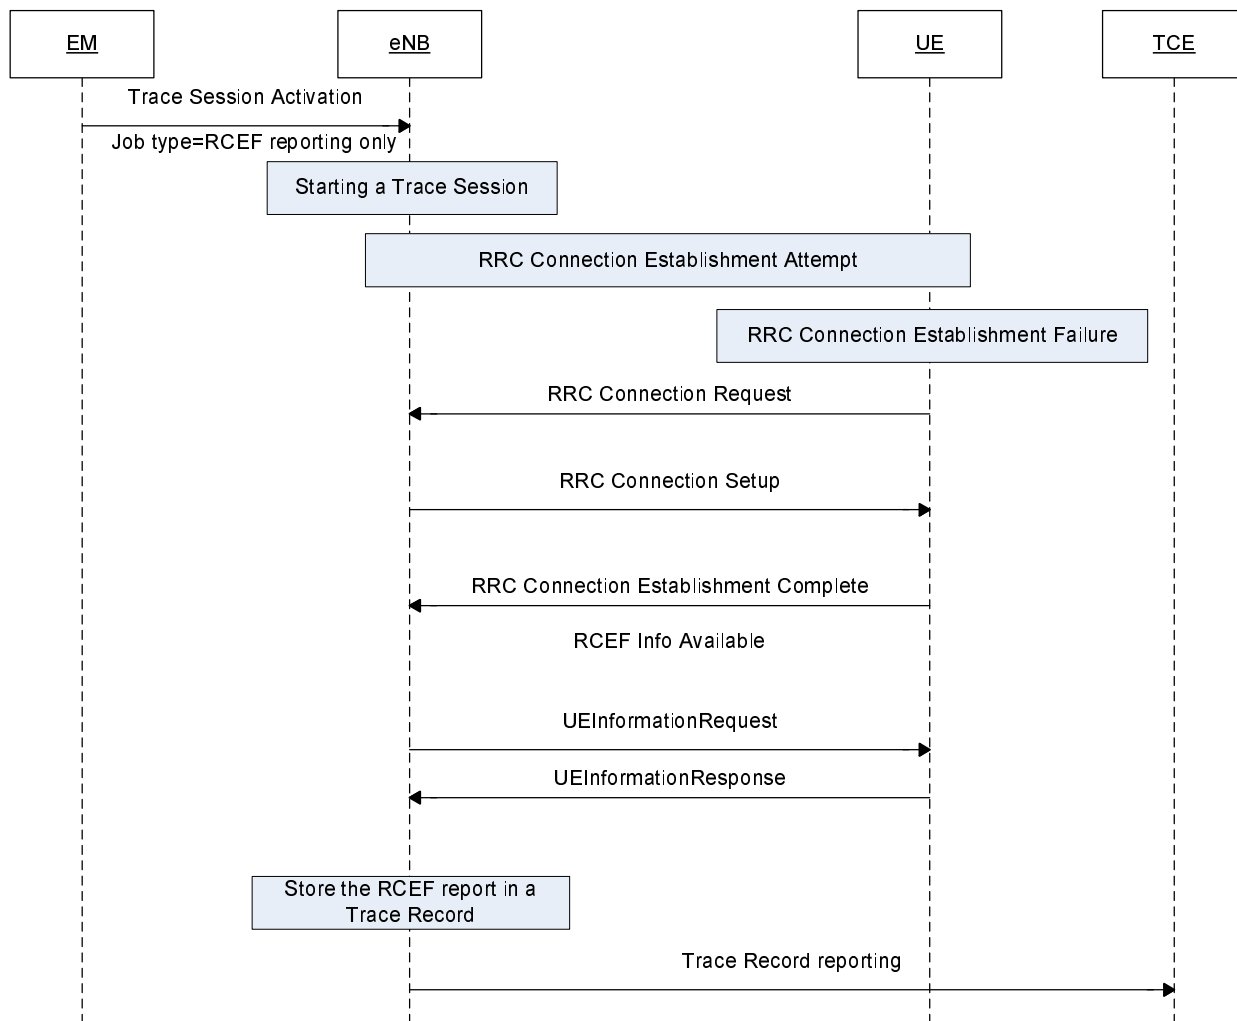 EM
eNB
UE
TCE
Trace Session Activation
Job type=RCEF reporting only
Starting a Trace Session
RRC Connection Establishment Attempt
RRC Connection Establishment Failure
RRC Connection Request
RRC Connection Setup
RRC Connection Establishment Complete
RCEF Info Available
UEInformationRequest
UEInformationResponse
Store the RCEF report in a
Trace Record
Trace Record reporting